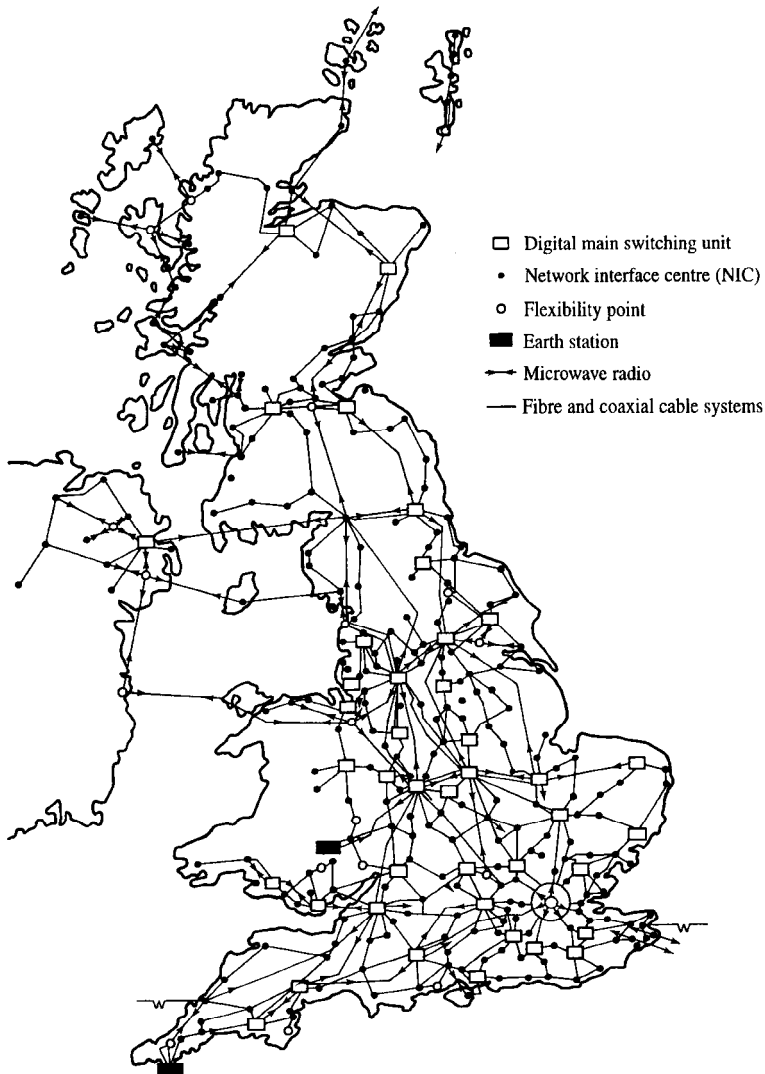 Digital main switching unit
Network interface centre (NIC)
Flexibility point
Earth station
Microwave radio
Fibre and coaxial cable systems